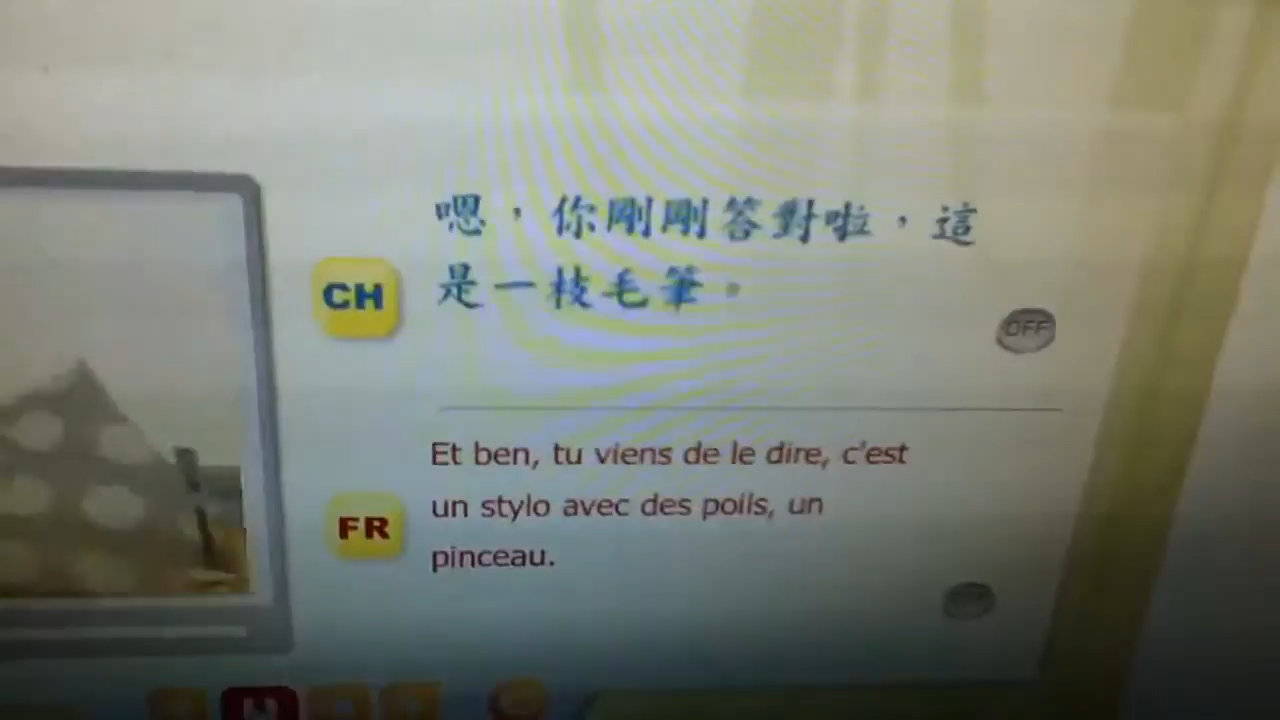 嗯，你剛剛答對啦，這
是一枝毛筆。
CH
OFF
Et ben, tu viens de le dire, c'est
un stylo avec des poils, un
pinceau.
FR